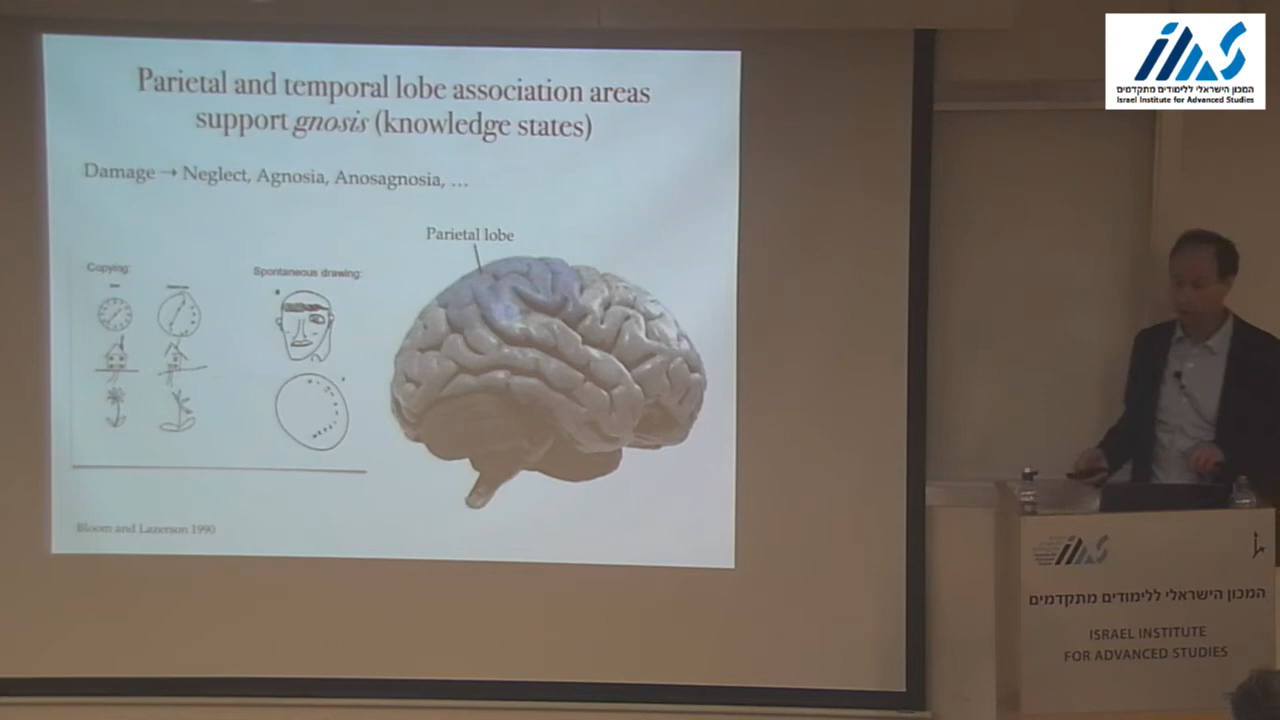 Parietal and temporal lobe association areas
support gnosis (knowledge states)
Damage → Neglect, Agnosia, Anosagnosia, ...
Parietal lobe
Copying:
Spontaneous drawing:
Bloom and Lazerson 1990
המכון הישראלי ללימודים מתקדמים
Israel Institute for Advanced Studies
המכון הישראלי ללימודים מתקדמים
ISRAEL INSTITUTE
FOR ADVANCED STUDIES